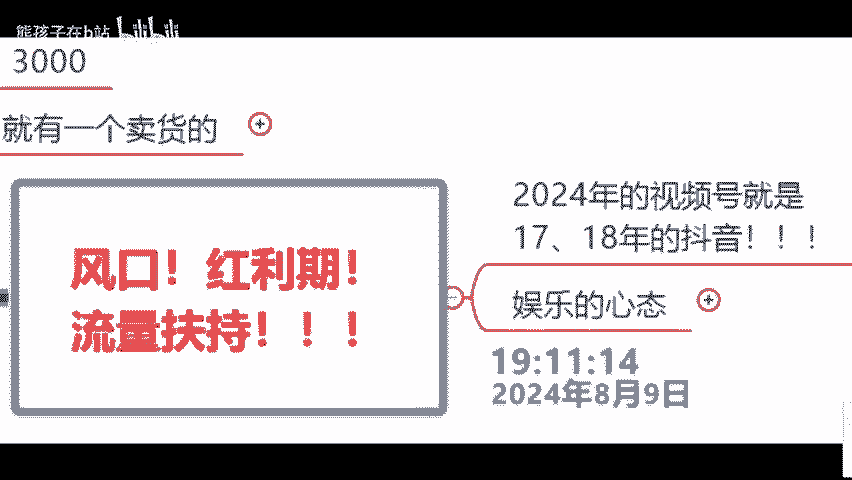 熊孩子在b站 bilibili
3000
就有一个卖货的
2024年的视频号就是
17、18年的抖音！！！
风口！红利期！
流量扶持！！！
娱乐的心态
19:11:14
2024年8月9日